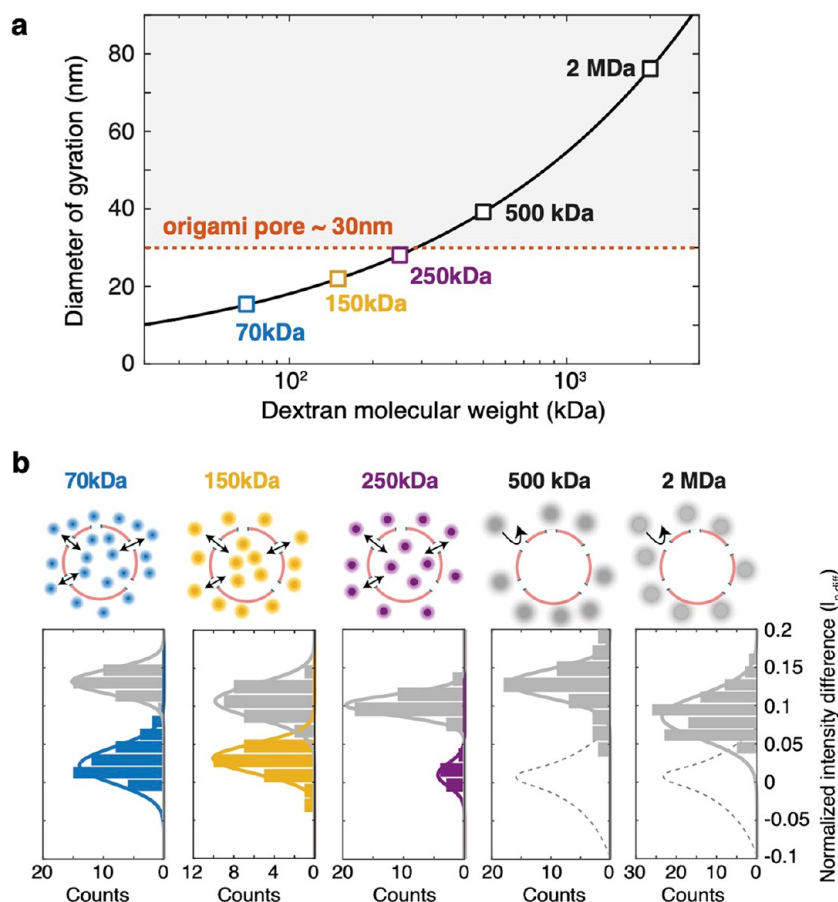 a
80
60
40
20
0
Diameter of gyration (nm)
2 MDa
500 kDa
origami pore ~ 30nm
250kDa
150kDa
70kDa
10² 10³
Dextran molecular weight (kDa)
b
70kDa 150kDa 250kDa 500 kDa 2 MDa
0.2
0.15
0.1
0.05
0
-0.05
-0.1
Normalized intensity difference
20 10 0 12 8 4 0 20 10 0 20 10 0 30 20 10 0
Counts Counts Counts Counts Counts